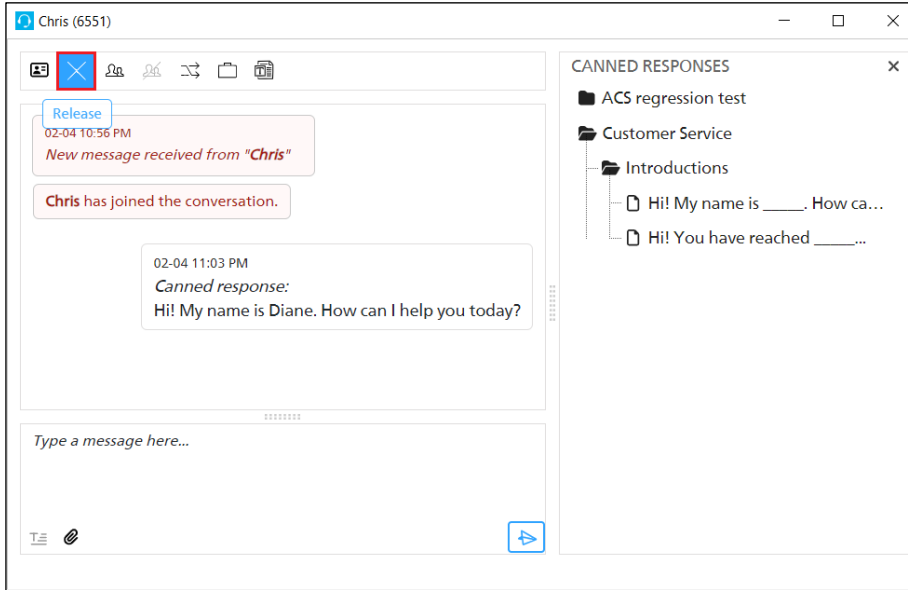 Chris (6551)
Release
02-04 10:56 PM
New message received from "Chris"
Chris has joined the conversation.
02-04 11:03 PM
Canned response:
Hi! My name is Diane. How can I help you today?
Type a message here...
CANNED RESPONSES
ACS regression test
Customer Service
Introductions
Hi! My name is _____. How ca...
Hi! You have reached _____...